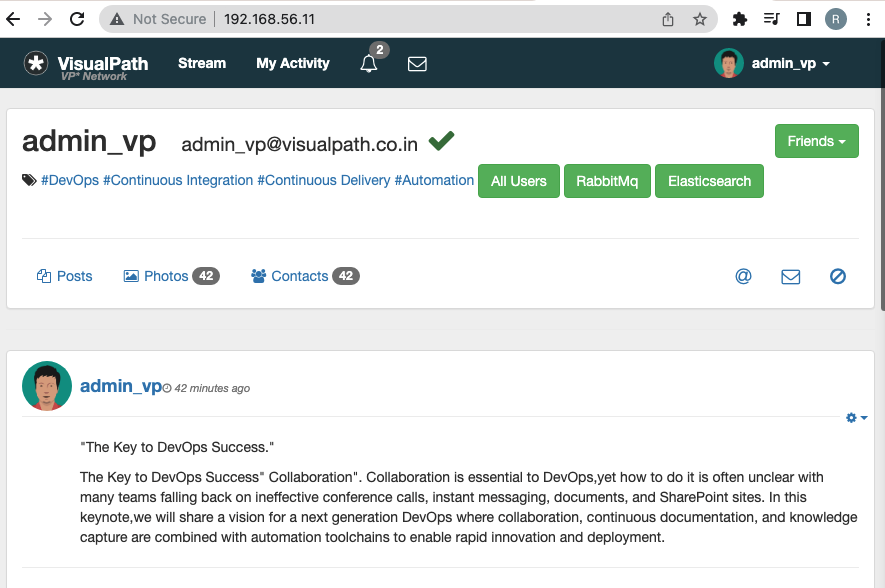 Not Secure 192.168.56.11 R
VisualPath
VP* Network
Stream My Activity 2 admin_vp
admin_vp admin_vp@visualpath.co.in Friends
#DevOps #Continuous Integration #Continuous Delivery #Automation All Users RabbitMq Elasticsearch
Posts Photos 42 Contacts 42 @
admin_vp 42 minutes ago
"The Key to DevOps Success."
The Key to DevOps Success" Collaboration". Collaboration is essential to DevOps,yet how to do it is often unclear with
many teams falling back on ineffective conference calls, instant messaging, documents, and SharePoint sites. In this
keynote,we will share a vision for a next generation DevOps where collaboration, continuous documentation, and knowledge
capture are combined with automation toolchains to enable rapid innovation and deployment.